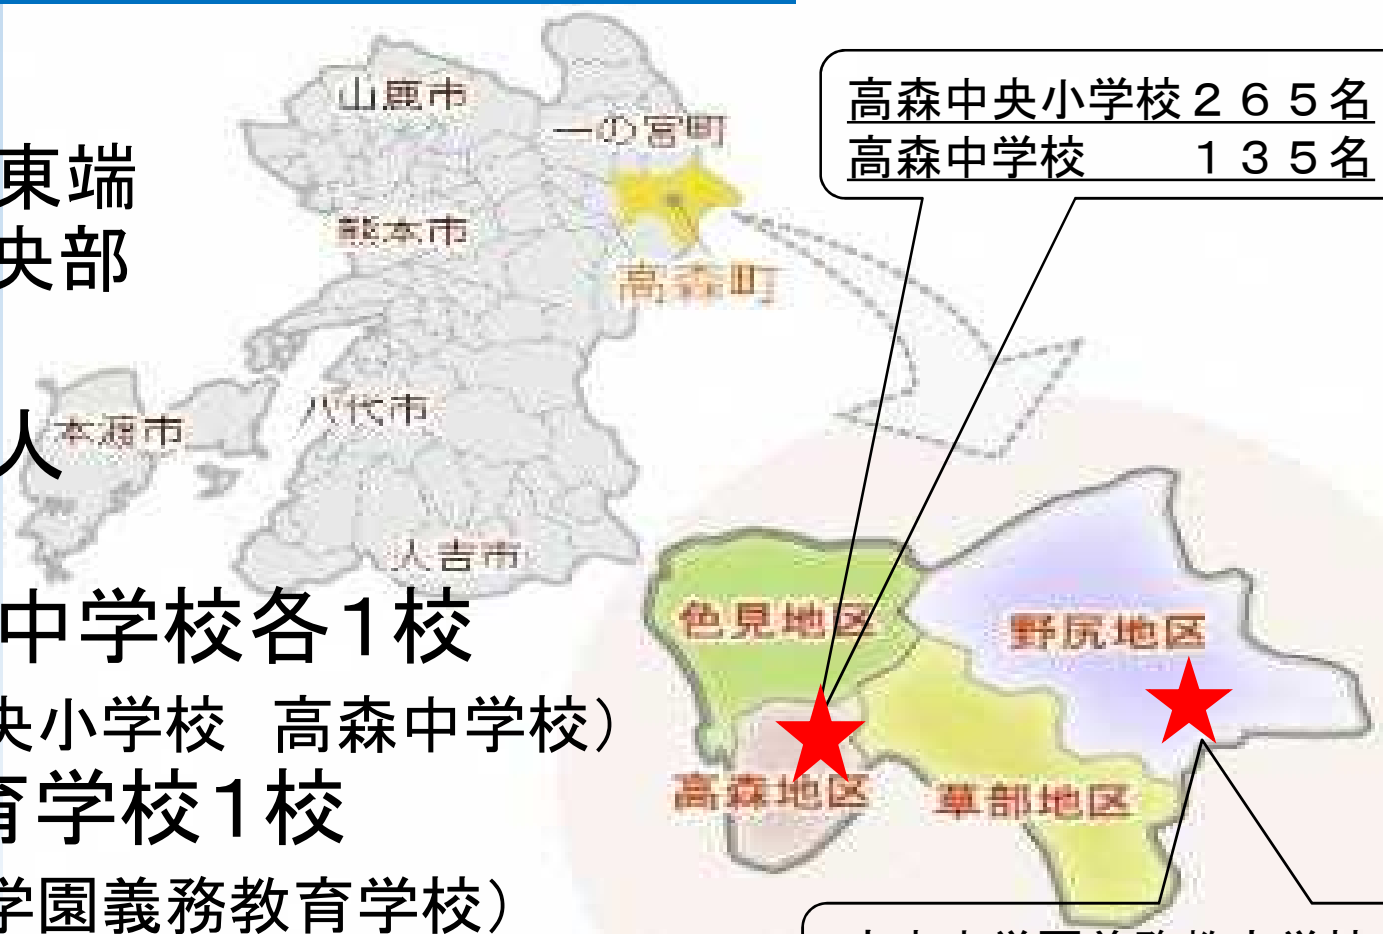 東端
央部
人
中学校各1校
央小学校　高森中学校）
育学校1校
学園義務教育学校）
山鹿市
一の宮町
熊本市
高森町
本渡市
八代市
人吉市
高森中央小学校２６５名
高森中学校　　１３５名
色見地区
野尻地区
高森地区
草部地区